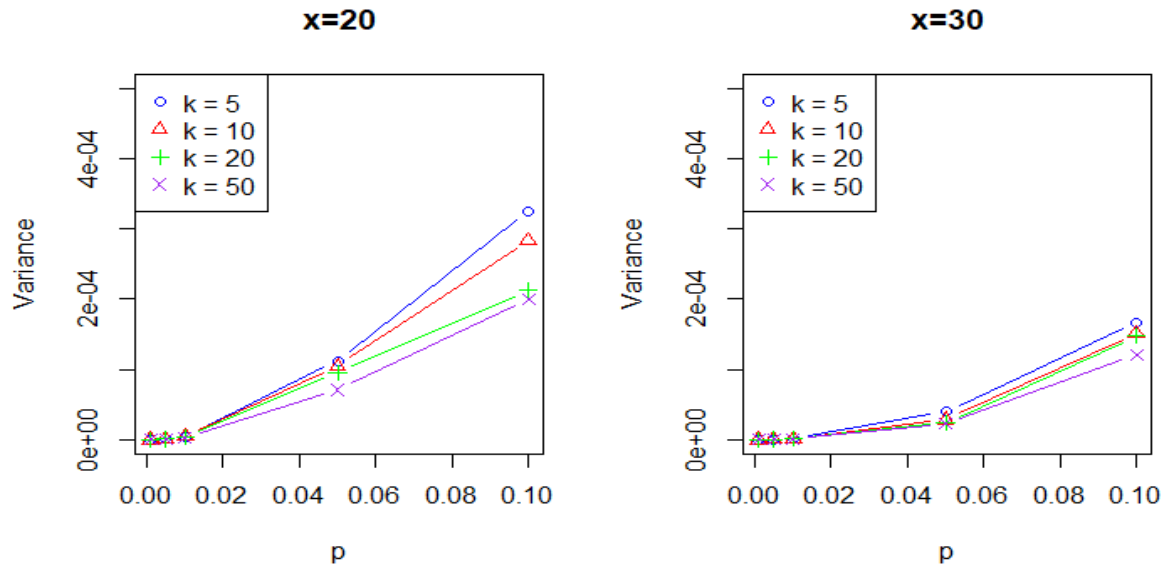 x=20
Variance
4e-04
2e-04
0e+00
k = 5
k = 10
k = 20
k = 50
0.00 0.02 0.04 0.06 0.08 0.10
p
x=30
Variance
4e-04
2e-04
0e+00
k = 5
k = 10
k = 20
k = 50
0.00 0.02 0.04 0.06 0.08 0.10
p